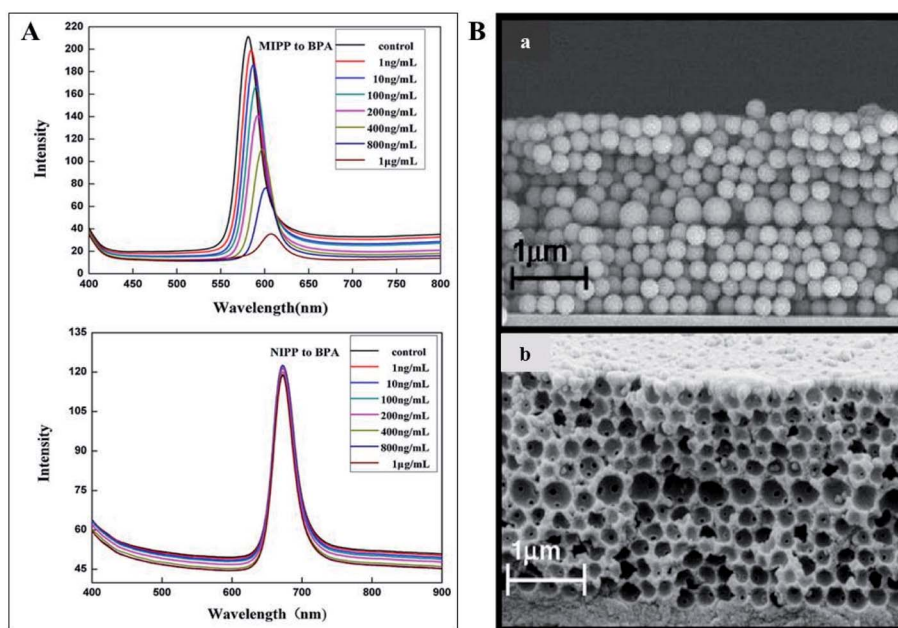 A
MIPP to BPA
control
1ng/mL
10ng/mL
100ng/mL
200ng/mL
400ng/mL
800ng/mL
1μg/mL
Intensity
220
200
180
160
140
120
100
80
60
40
20
0
400 450 500 550 600 650 700 750 800
Wavelength(nm)
NIPP to BPA
control
1ng/mL
10ng/mL
100ng/mL
200ng/mL
400ng/mL
800ng/mL
1μg/mL
Intensity
135
120
105
90
75
60
45
400 500 600 700 800 900
Wavelength (nm)
B
a
1μm
b
1μm